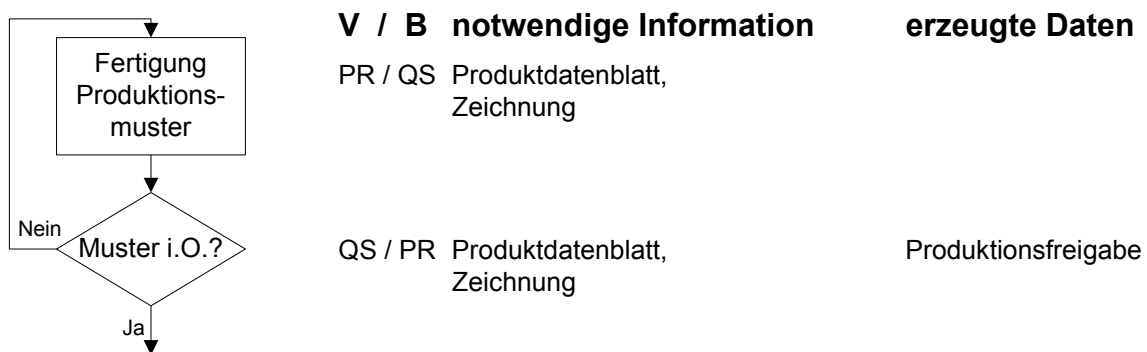 V / B notwendige Information erzeugte Daten
Fertigung
Produktions-
muster
PR / QS Produktdatenblatt,
Zeichnung
Nein
Muster i.O.?
QS / PR Produktdatenblatt, Produktionsfreigabe
Zeichnung
Ja